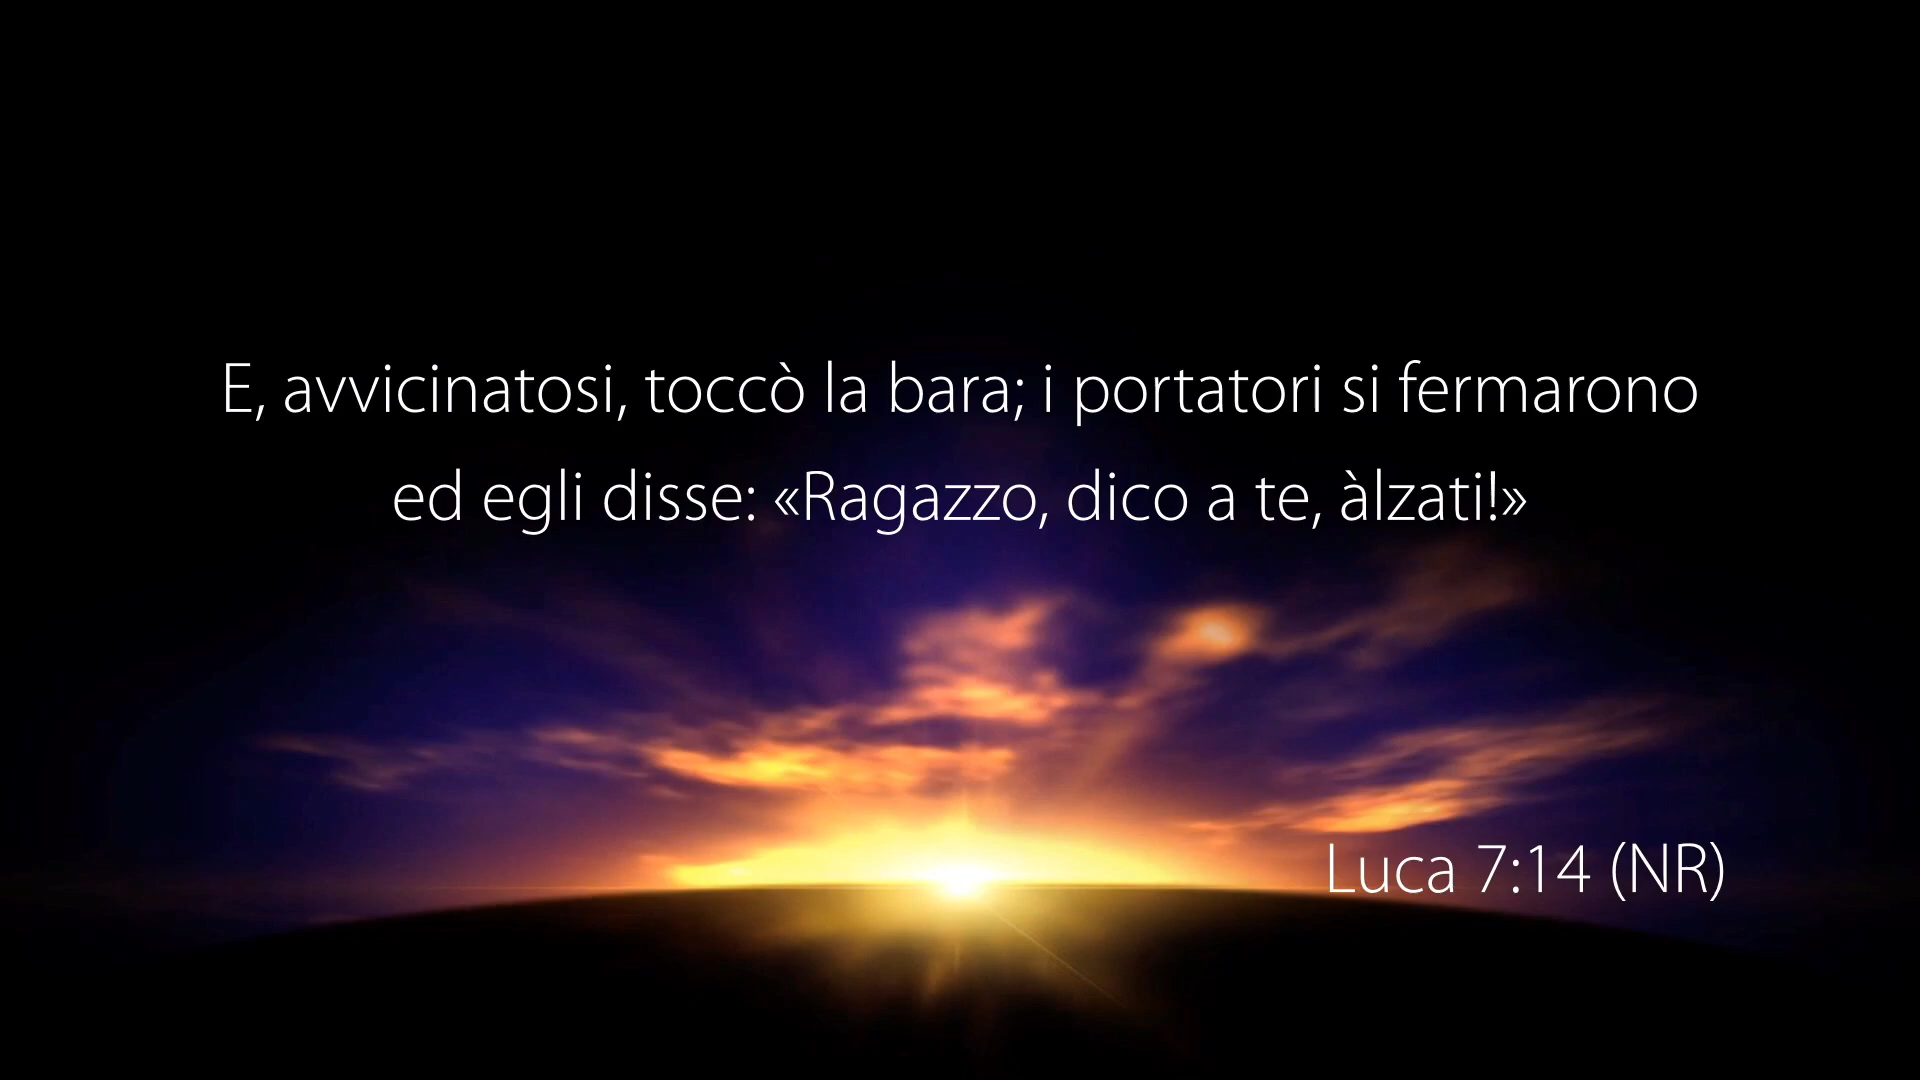 E, avvicinatosi, toccò la bara; i portatori si fermarono
ed egli disse: «Ragazzo, dico a te, àlzati!»
Luca 7:14 (NR)